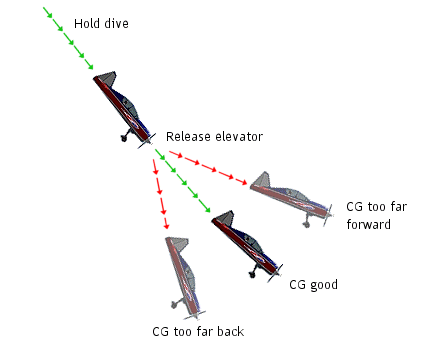 Hold dive
Release elevator
CG too far
forward
CG good
CG too far back